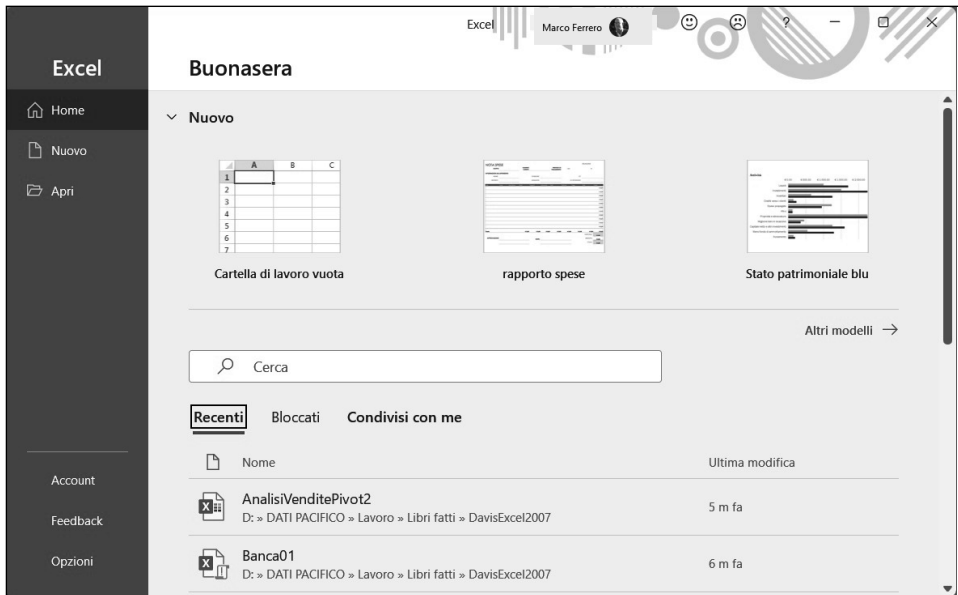 Excel
Marco Ferrero
?
Excel
Buonasera
Home
Nuovo
Apri
Nuovo
A B C
1
2
3
4
5
6
7
Cartella di lavoro vuota
rapporto spese
Stato patrimoniale blu
Altri modelli
Cerca
Recenti Bloccati Condivisi con me
Nome Ultima modifica
AnalisiVenditePivot2
D: » DATI PACIFICO » Lavoro » Libri fatti » DavisExcel2007
5 m fa
Banca01
D: » DATI PACIFICO » Lavoro » Libri fatti » DavisExcel2007
6 m fa
Account
Feedback
Opzioni